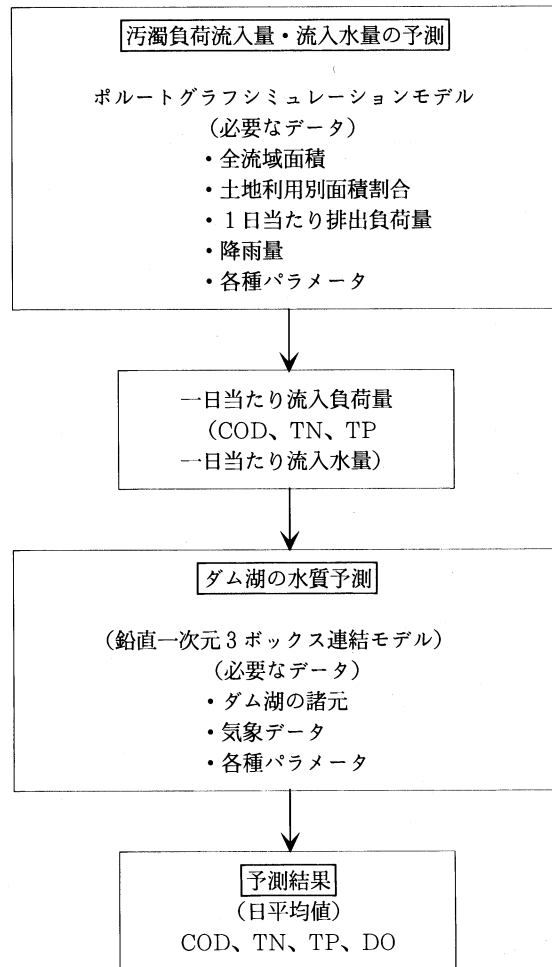 汚濁負荷流入量・流入水量の予測
ポルートグラフシミュレーションモデル
(必要なデータ)
・全流域面積
・土地利用別面積割合
・1日当たり排出負荷量
・降雨量
・各種パラメータ
一日当たり流入負荷量
(COD、TN、TP
一日当たり流入水量)
ダム湖の水質予測
(鉛直一次元3ボックス連結モデル)
(必要なデータ)
・ダム湖の諸元
・気象データ
・各種パラメータ
予測結果
(日平均値)
COD、TN、TP、DO